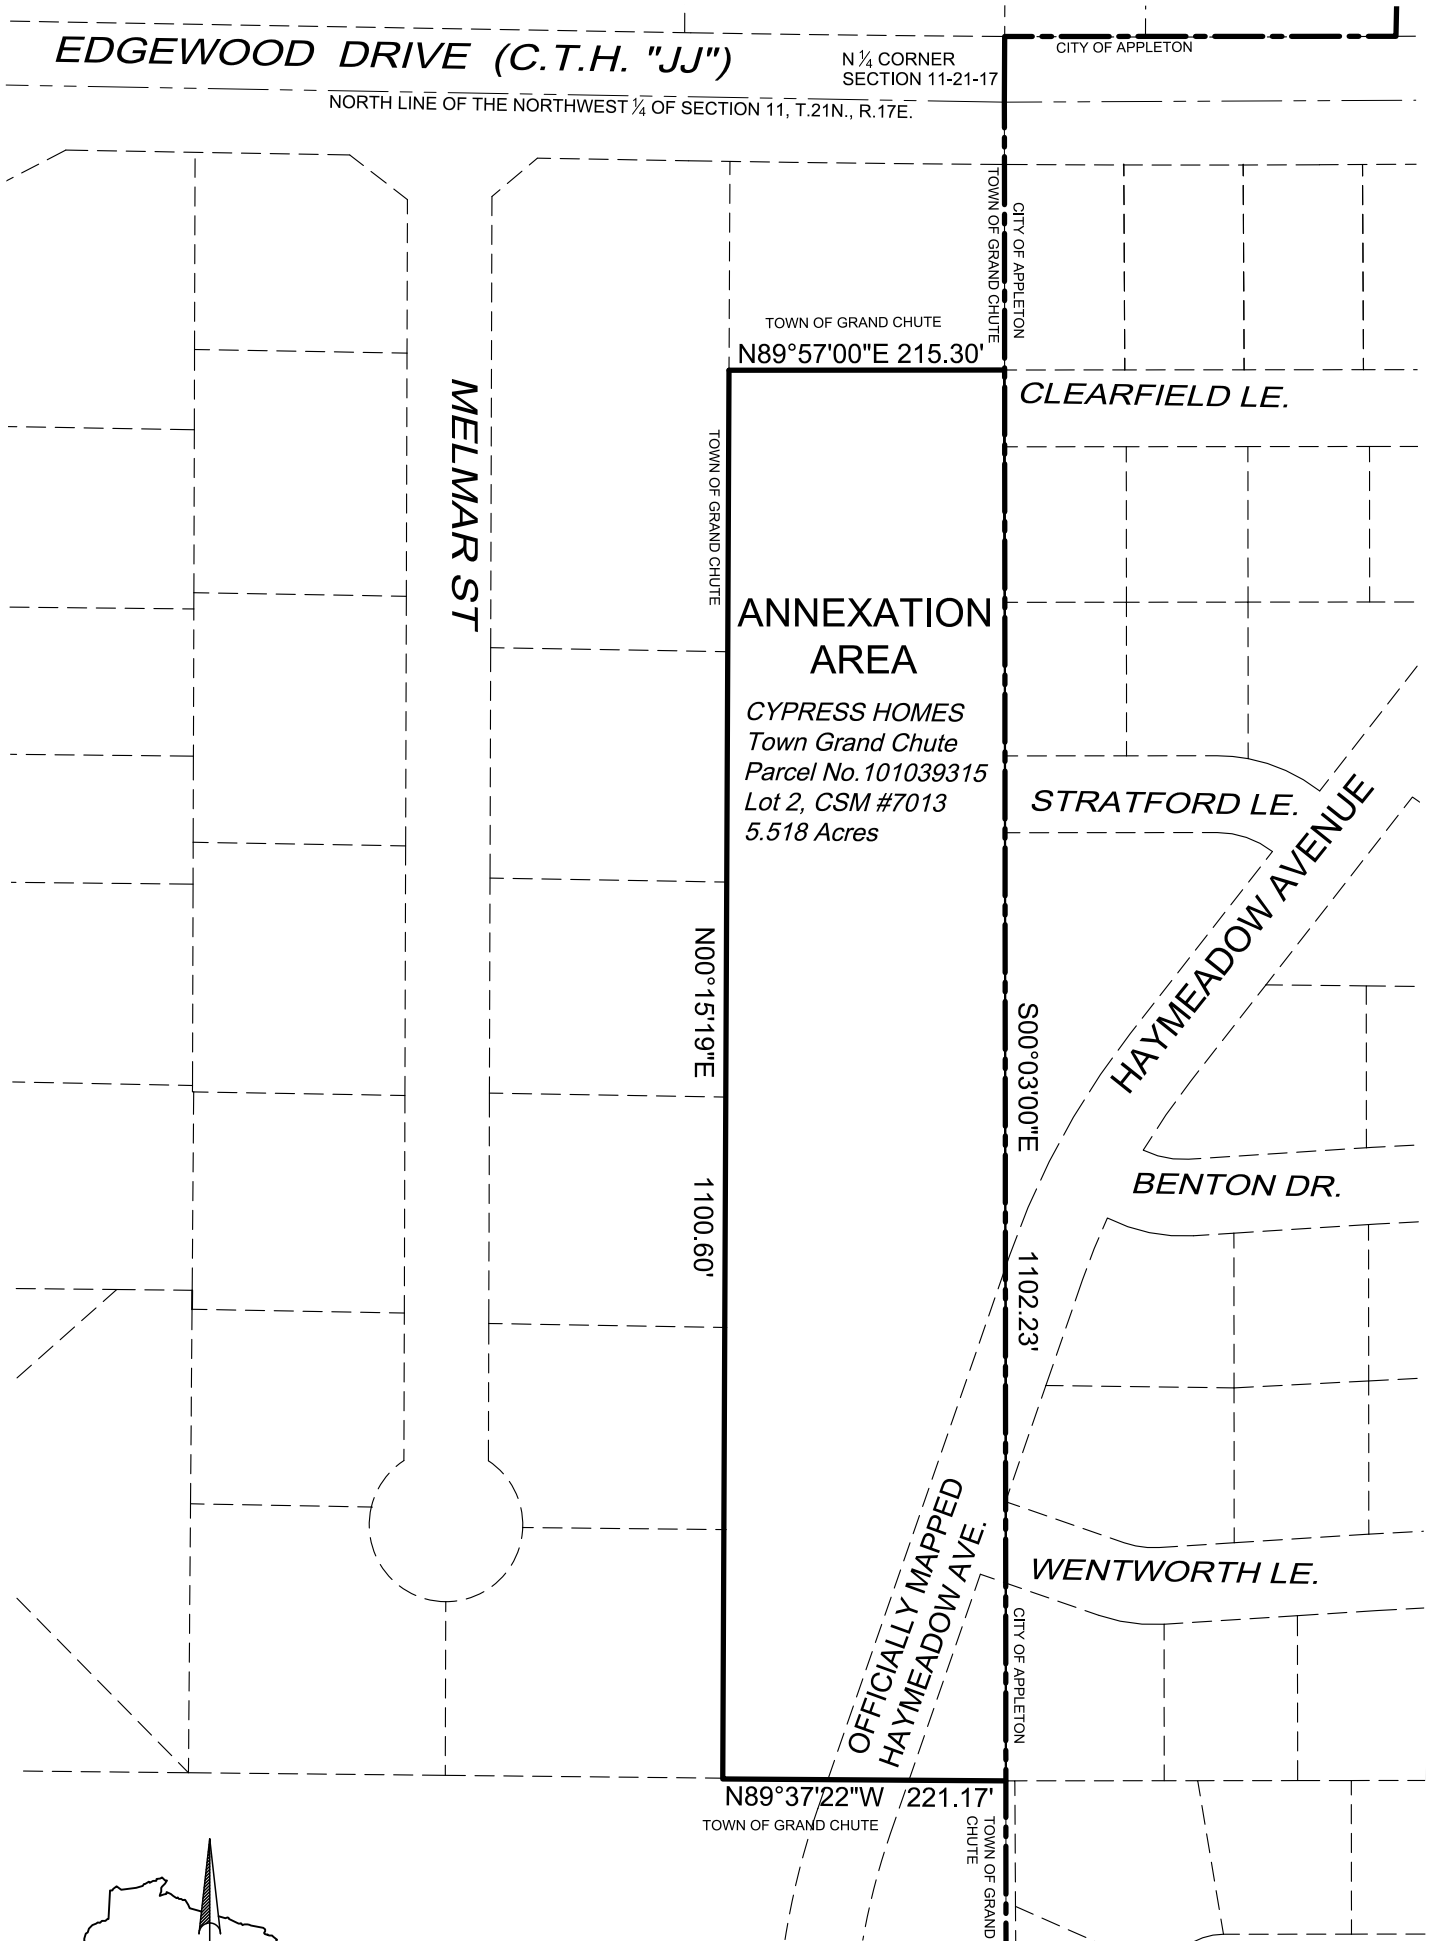 EDGEWOOD DRIVE (C.T.H. "JJ")
N ¼ CORNER
SECTION 11-21-17
CITY OF APPLETON
NORTH LINE OF THE NORTHWEST ¼ OF SECTION 11, T.21N., R.17E.
TOWN OF GRAND CHUTE
CITY OF APPLETON
TOWN OF GRAND CHUTE
N89°57'00"E 215.30'
CLEARFIELD LE.
MELMAR ST
TOWN OF GRAND CHUTE
ANNEXATION
AREA
CYPRESS HOMES
Town Grand Chute
Parcel No.101039315
Lot 2, CSM #7013
5.518 Acres
STRATFORD LE.
HAYMEADOW AVENUE
N00°15'19"E 1100.60'
S00°03'00"E 1102.23'
BENTON DR.
OFFICIALLY MAPPED
HAYMEADOW AVE.
WENTWORTH LE.
CITY OF APPLETON
N89°37'22"W 221.17'
TOWN OF GRAND CHUTE
TOWN OF GRAND
CHUTE